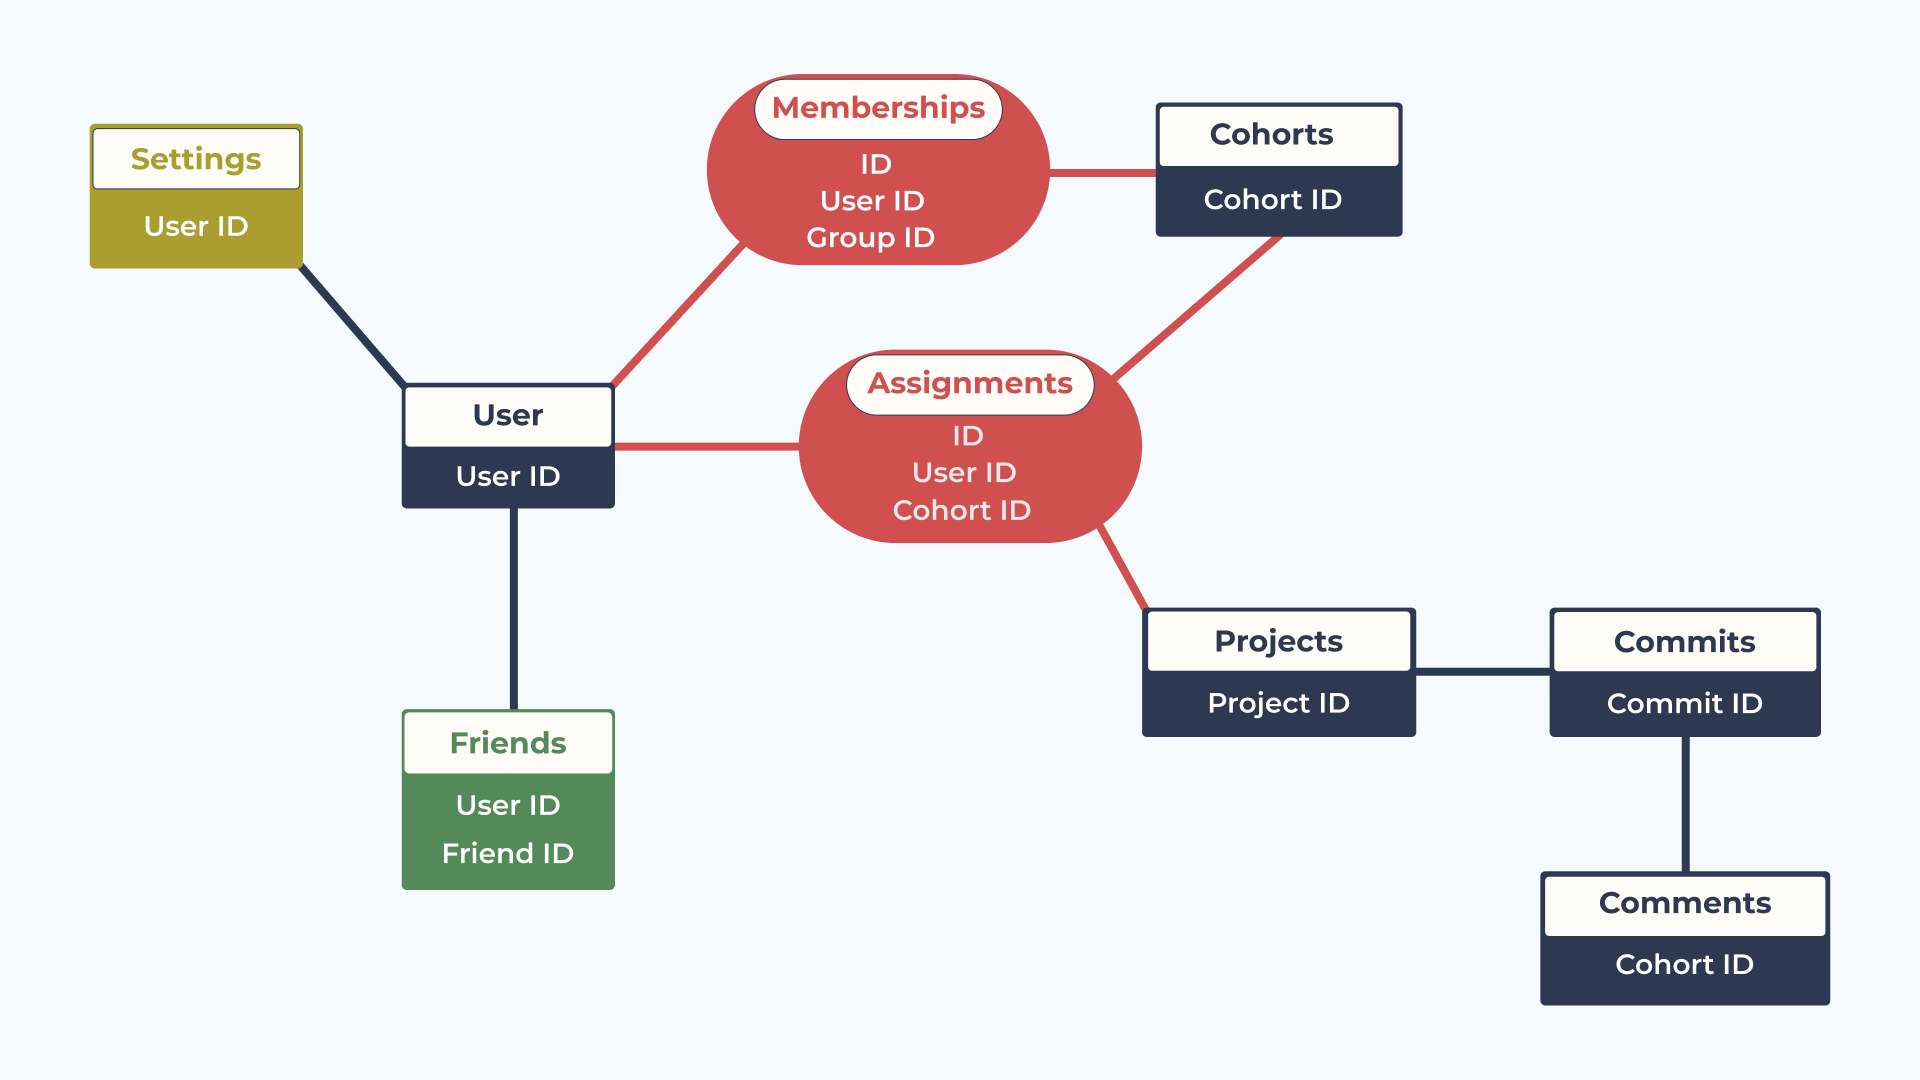 Settings
User ID
Memberships
ID
User ID
Group ID
Cohorts
Cohort ID
User
User ID
Assignments
ID
User ID
Cohort ID
Friends
User ID
Friend ID
Projects
Project ID
Commits
Commit ID
Comments
Cohort ID